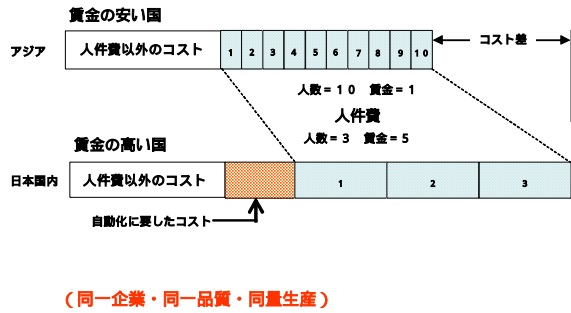 賃金の安い国
アジア
人件費以外のコスト
1 2 3 4 5 6 7 8 9 10
コスト差
人数=10 賃金=1
人件費
人数=3 賃金=5
賃金の高い国
日本国内
人件費以外のコスト
1 2 3
自動化に要したコスト
(同一企業・同一品質・同量生産)